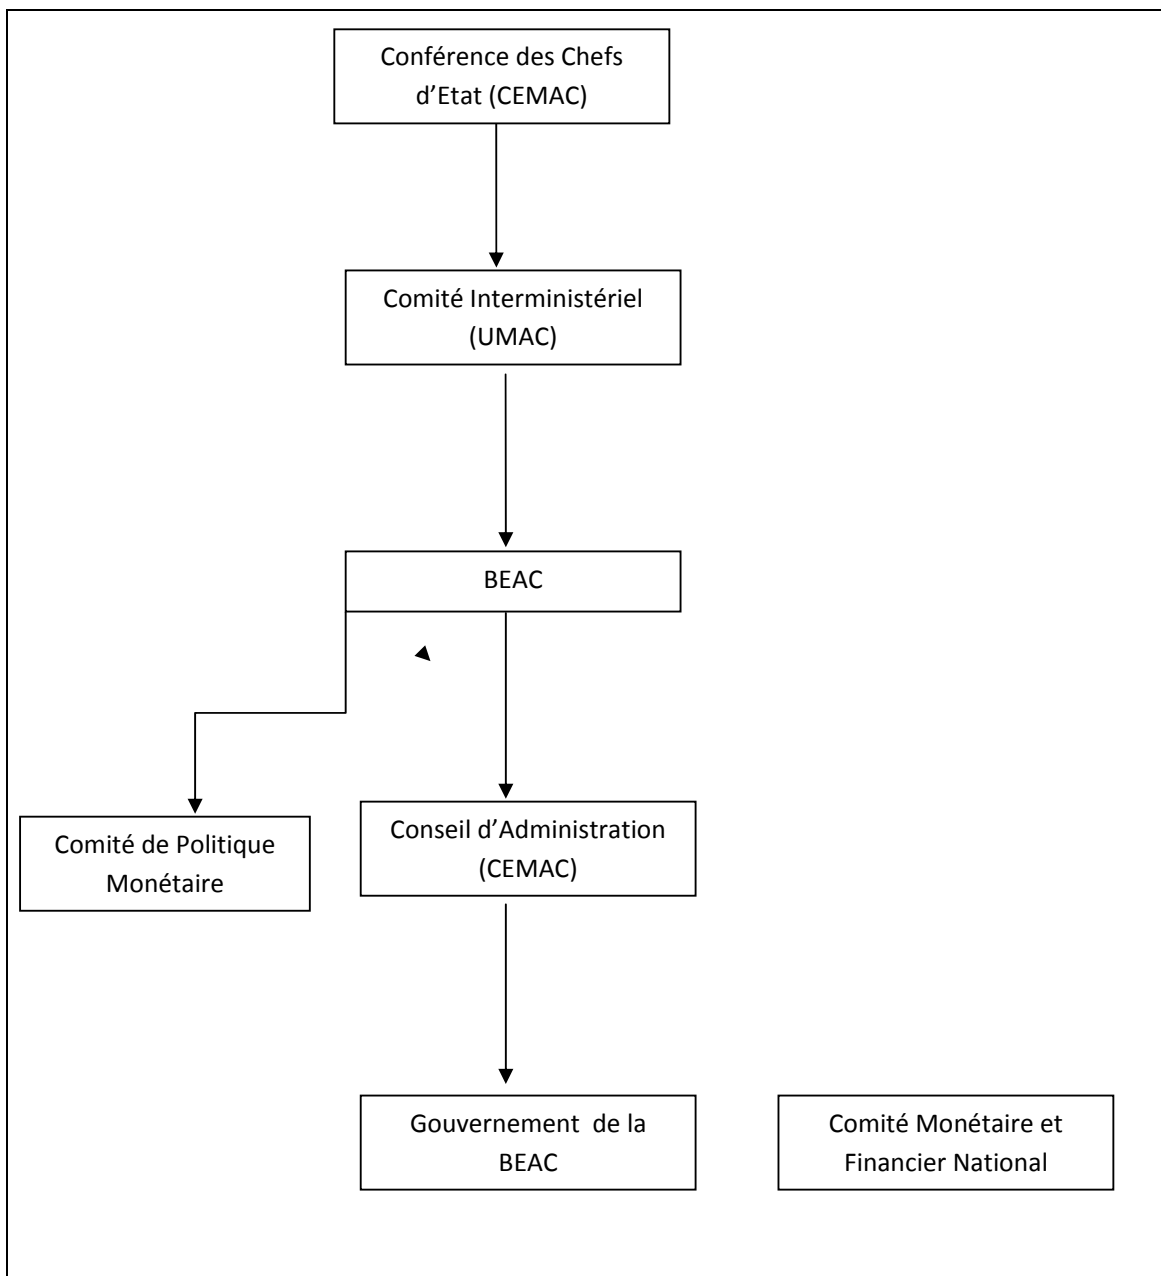 Conférence des Chefs
d’Etat (CEMAC)
Comité Interministériel
(UMAC)
BEAC
Comité de Politique
Monétaire
Conseil d’Administration
(CEMAC)
Gouvernement  de la
BEAC
Comité Monétaire et
Financier National